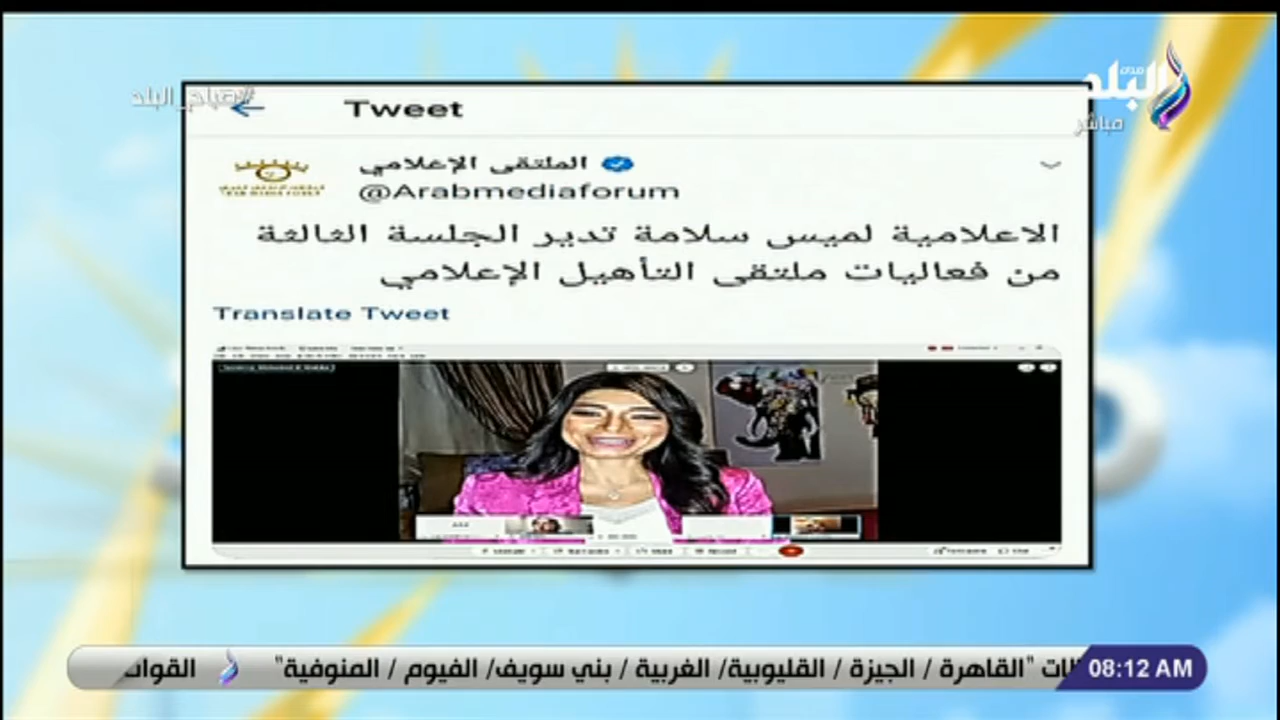 صدى البلد
مباشر
#صباح_البلد
Tweet
الملتقى الإعلامي
@Arabmediaforum
الاعلامية لميس سلامة تدير الجلسة الثالثة
من فعاليات ملتقى التأهيل الإعلامي
Translate Tweet
08:12 AM
ات "القاهرة / الجيزة / القليوبية/ الغربية / بني سويف/ الفيوم / المنوفية" القوات